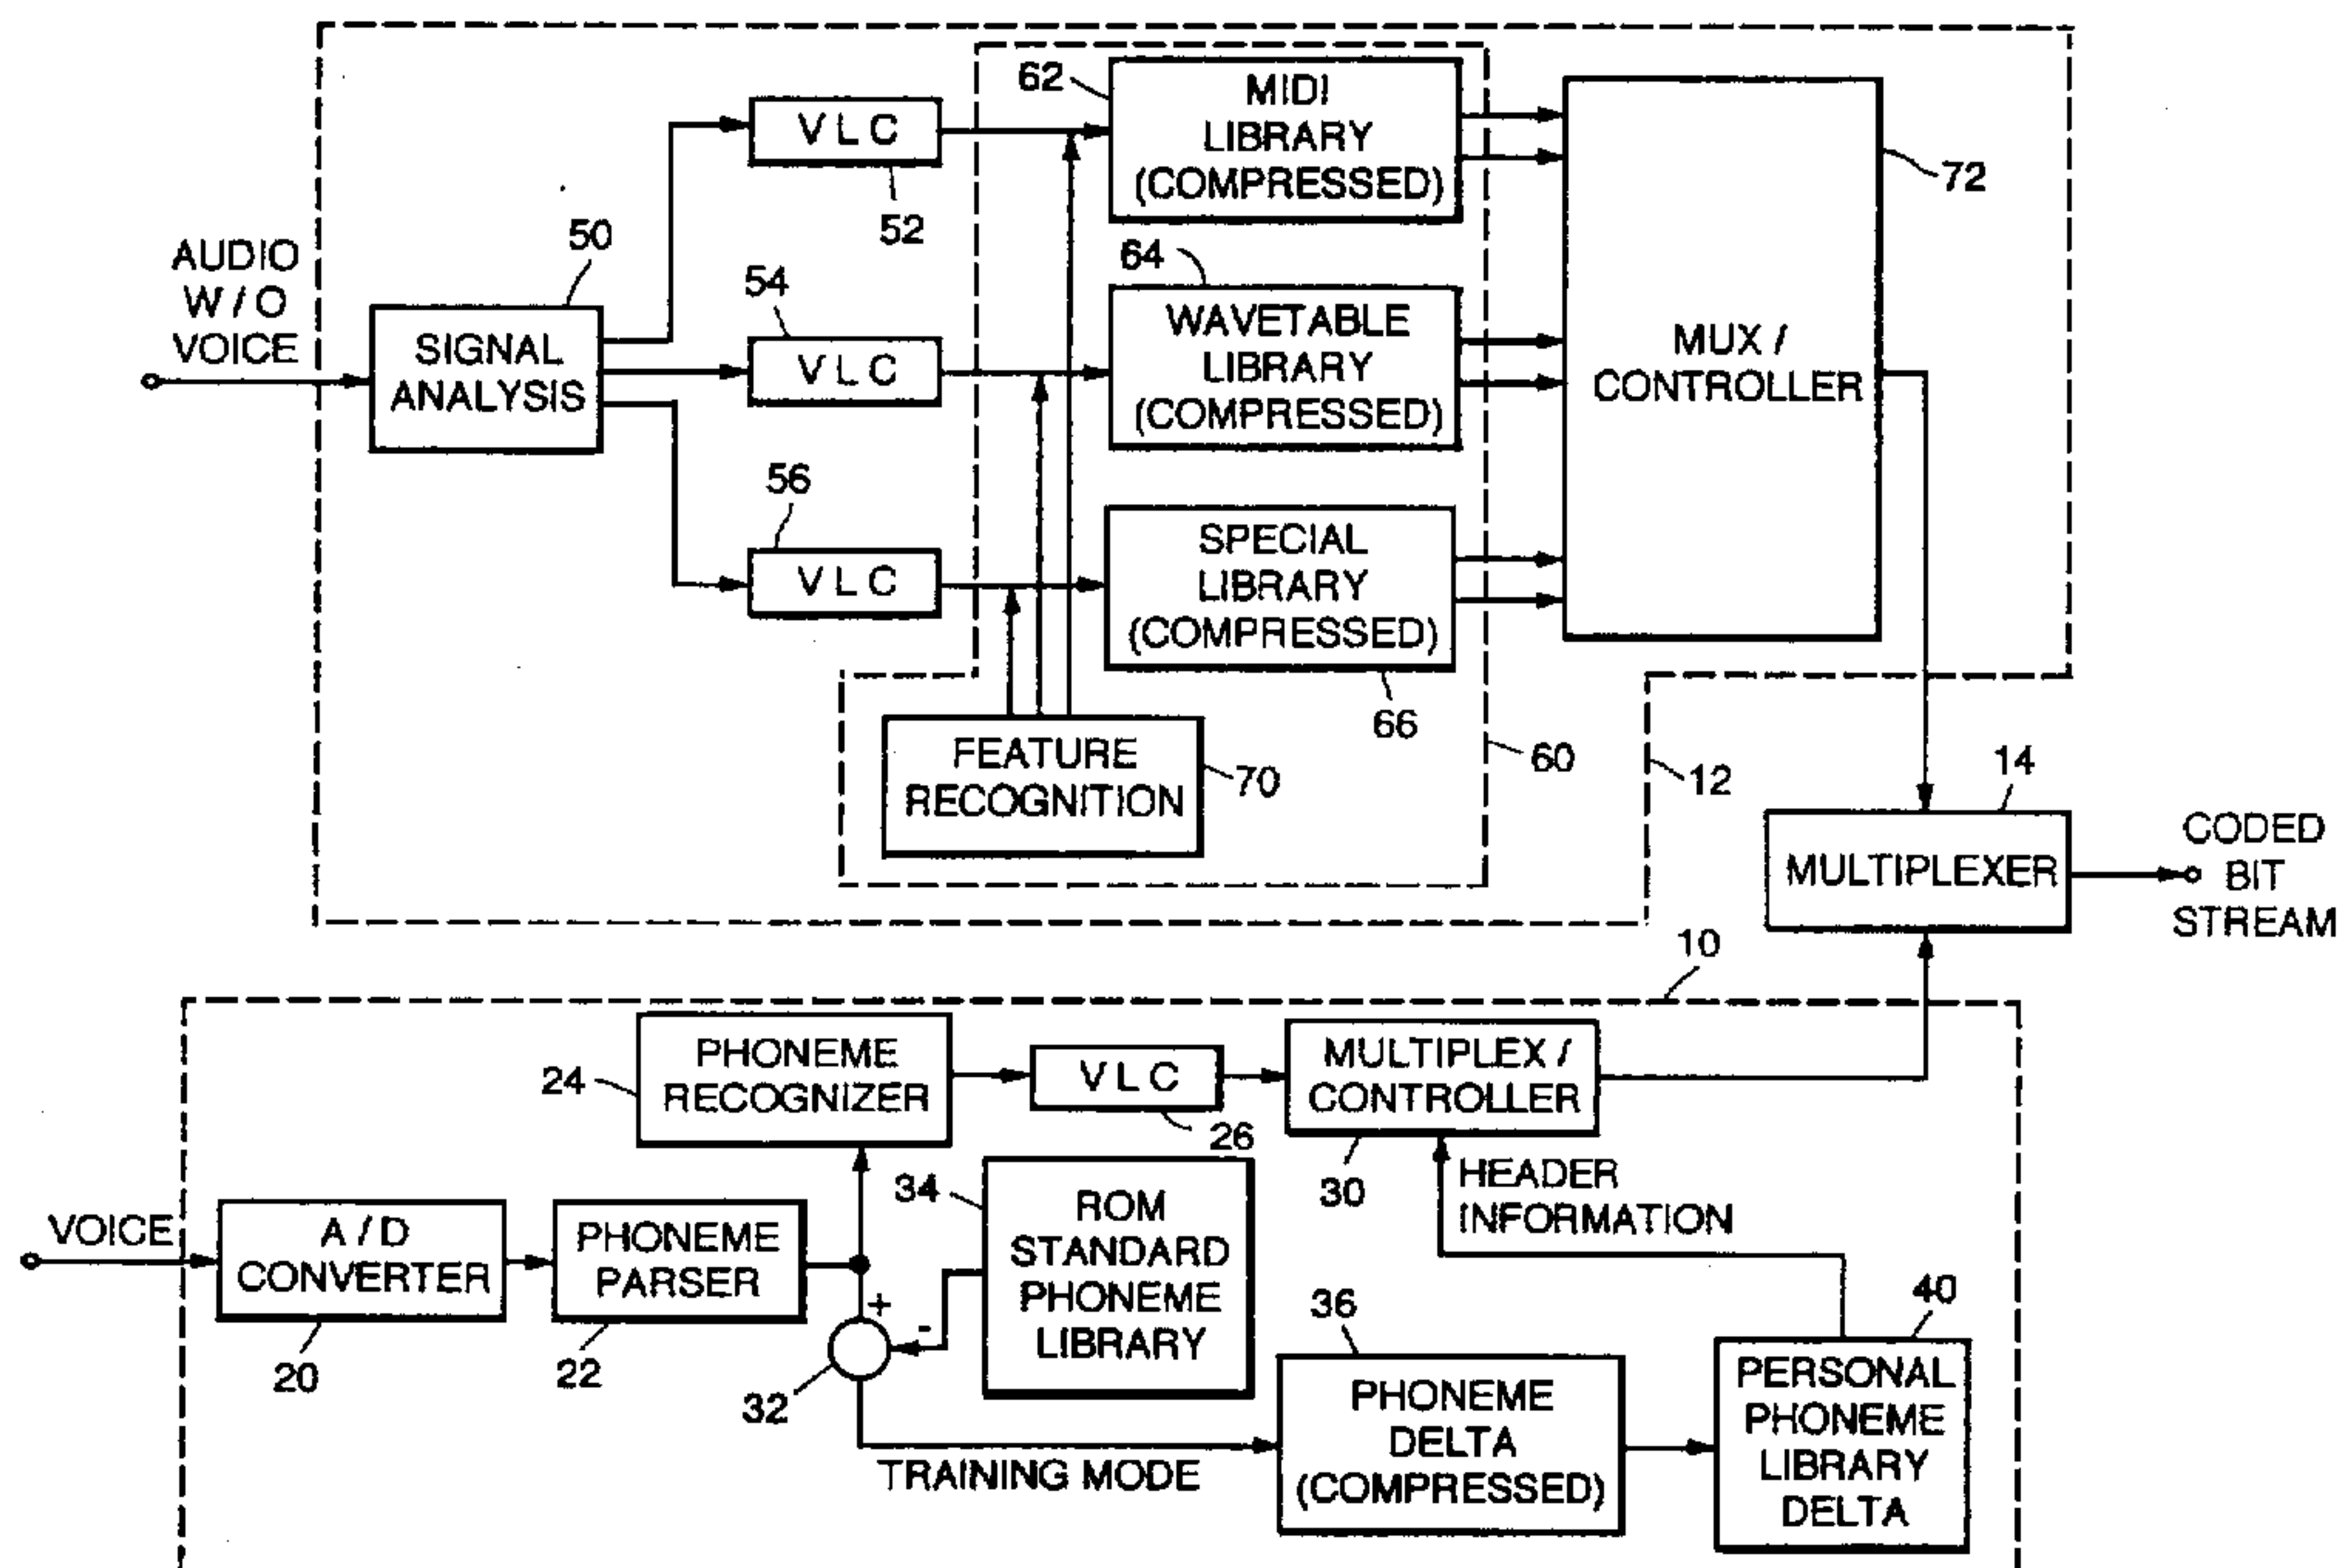 AUDIO
W / O
VOICE
50
SIGNAL
ANALYSIS
VLC
52
54
VLC
56
VLC
62
MIDI
LIBRARY
(COMPRESSED)
64
WAVETABLE
LIBRARY
(COMPRESSED)
SPECIAL
LIBRARY
(COMPRESSED)
66
FEATURE
RECOGNITION
70
60
12
MUX /
CONTROLLER
72
14
MULTIPLEXER
CODED
BIT
STREAM
10
VOICE
A / D
CONVERTER
20
PHONEME
PARSER
22
24
PHONEME
RECOGNIZER
VLC
26
MULTIPLEX /
CONTROLLER
30
HEADER
INFORMATION
+
-
32
34
ROM
STANDARD
PHONEME
LIBRARY
TRAINING MODE
36
PHONEME
DELTA
(COMPRESSED)
40
PERSONAL
PHONEME
LIBRARY
DELTA